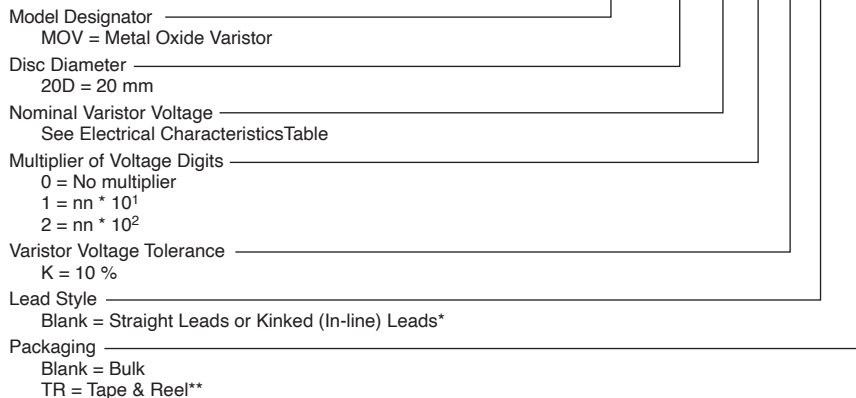 Model Designator
MOV = Metal Oxide Varistor
Disc Diameter
20D = 20 mm
Nominal Varistor Voltage
See Electrical CharacteristicsTable
Multiplier of Voltage Digits
0 = No multiplier
1 = nn * 10¹
2 = nn * 10²
Varistor Voltage Tolerance
K = 10 %
Lead Style
Blank = Straight Leads or Kinked (In-line) Leads*
Packaging
Blank = Bulk
TR = Tape & Reel**